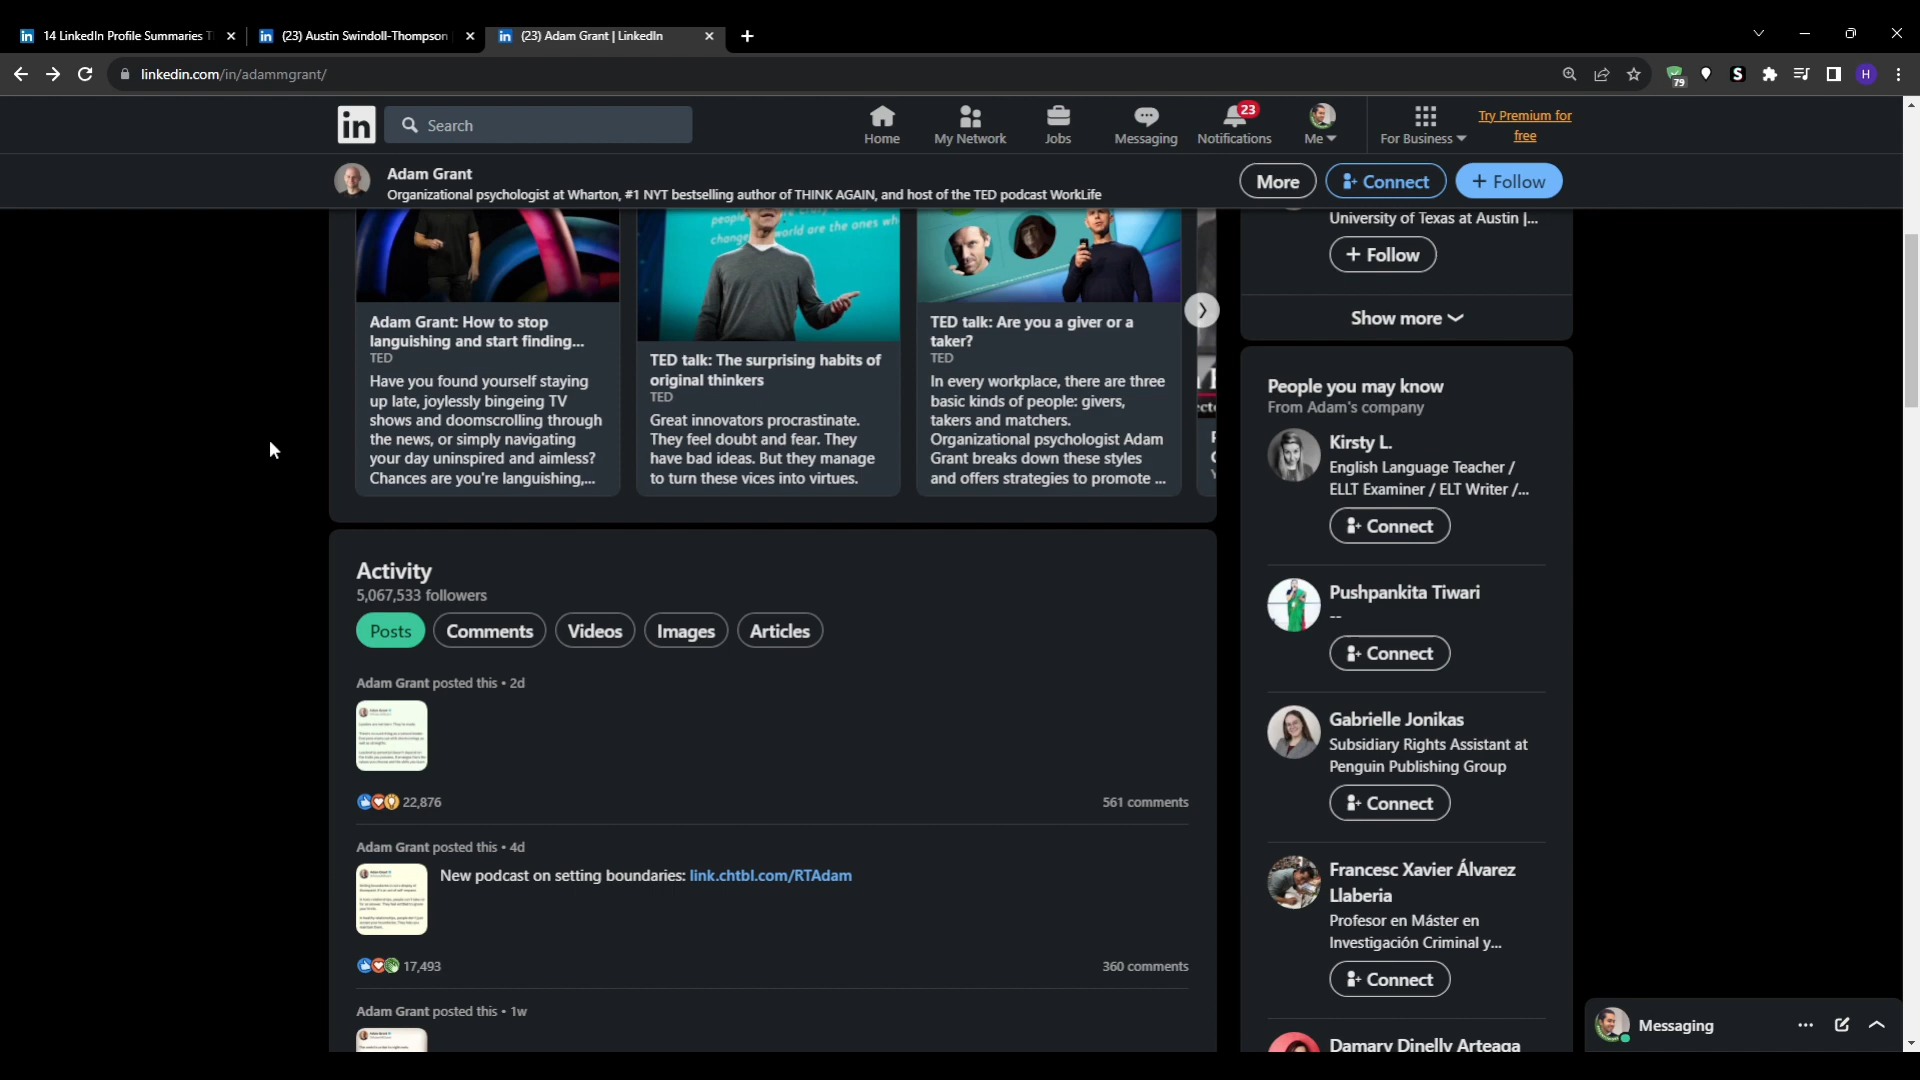 14 LinkedIn Profile Summaries T
(23) Austin Swindoll-Thompson
(23) Adam Grant | LinkedIn
linkedin.com/in/adammgrant/
79
S
H
in
Search
Home
My Network
Jobs
Messaging
23
Notifications
Me
For Business
Try Premium for
free
Adam Grant
Organizational psychologist at Wharton, #1 NYT bestselling author of THINK AGAIN, and host of the TED podcast WorkLife
More
Connect
+ Follow
Adam Grant: How to stop
languishing and start finding...
TED
Have you found yourself staying
up late, joylessly bingeing TV
shows and doomscrolling through
the news, or simply navigating
your day uninspired and aimless?
Chances are you're languishing,...
people
change
world are the ones wh
TED talk: The surprising habits of
original thinkers
TED
Great innovators procrastinate.
They feel doubt and fear. They
have bad ideas. But they manage
to turn these vices into virtues.
TED talk: Are you a giver or a
taker?
TED
In every workplace, there are three
basic kinds of people: givers,
takers and matchers.
Organizational psychologist Adam
Grant breaks down these styles
and offers strategies to promote ...
Activity
5,067,533 followers
Posts
Comments
Videos
Images
Articles
Adam Grant posted this • 2d
22,876
561 comments
Adam Grant posted this • 4d
New podcast on setting boundaries: link.chtbl.com/RTAdam
17,493
360 comments
Adam Grant posted this • 1w
University of Texas at Austin |...
+ Follow
Show more
People you may know
From Adam's company
Kirsty L.
English Language Teacher /
ELLT Examiner / ELT Writer /...
Connect
Pushpankita Tiwari
--
Connect
Gabrielle Jonikas
Subsidiary Rights Assistant at
Penguin Publishing Group
Connect
Francesc Xavier Álvarez
Llaberia
Profesor en Máster en
Investigación Criminal y...
Connect
Damary Dinelly Arteaga
Messaging